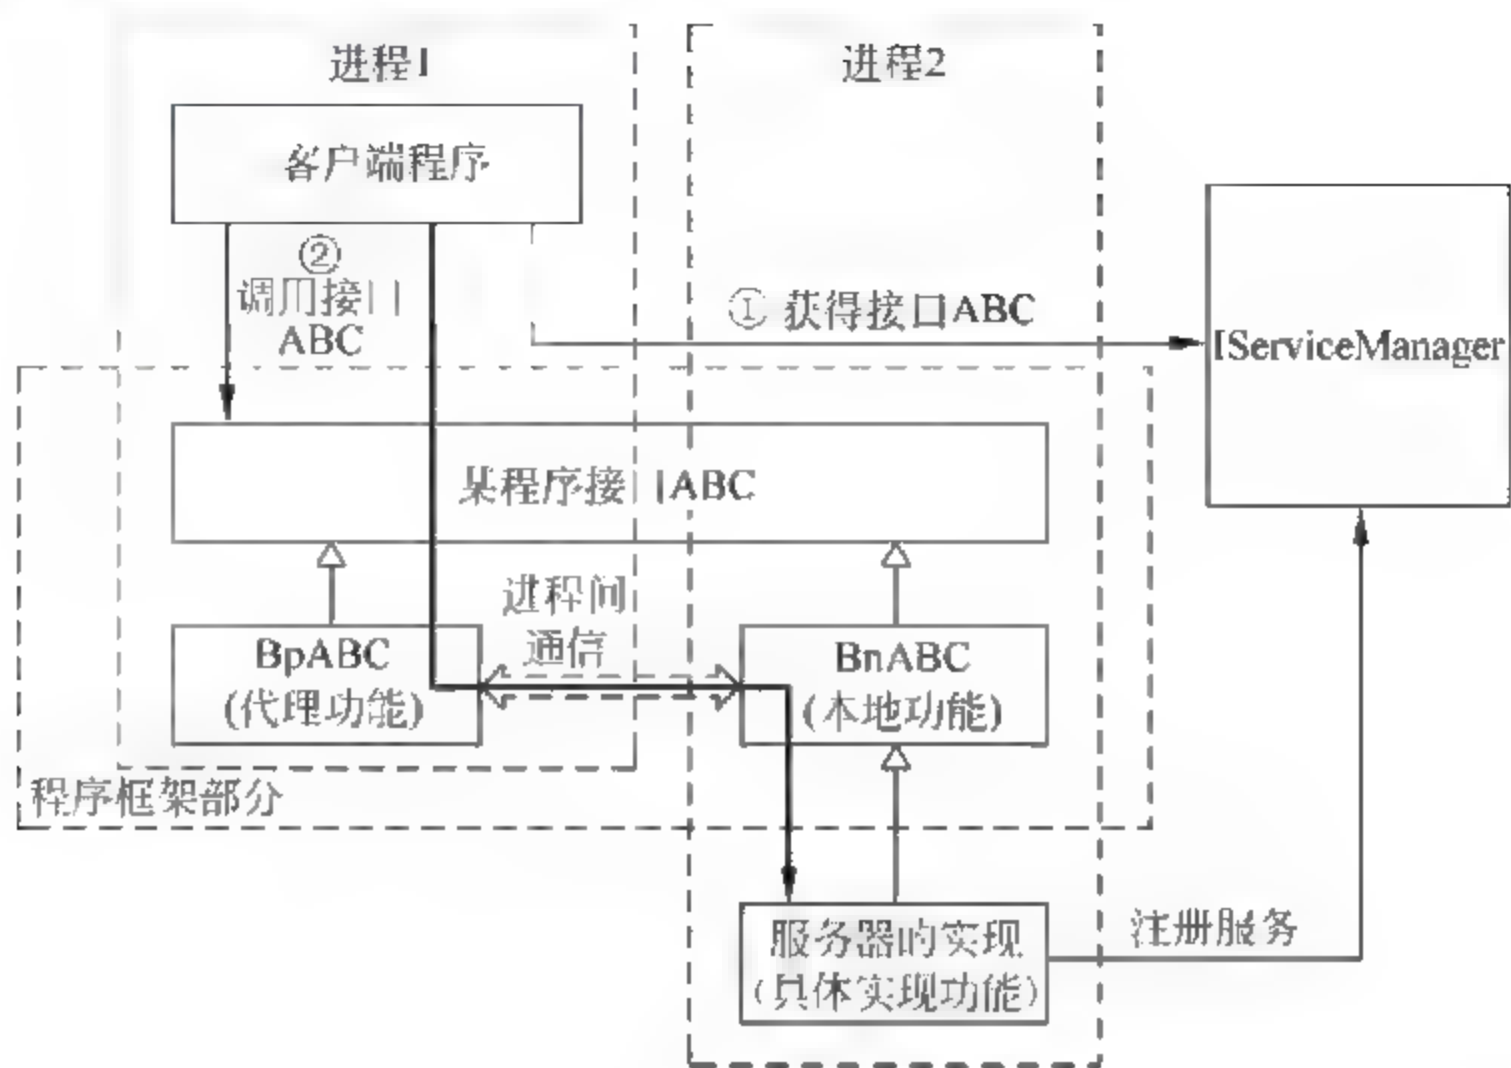 进程1
进程2
客户端程序
②
调用接口
ABC
① 获得接口ABC
IServiceManager
某程序接口IABC
进程间
通信
BpABC
(代理功能)
BnABC
(本地功能)
程序框架部分
服务器的实现
(具体实现功能)
注册服务